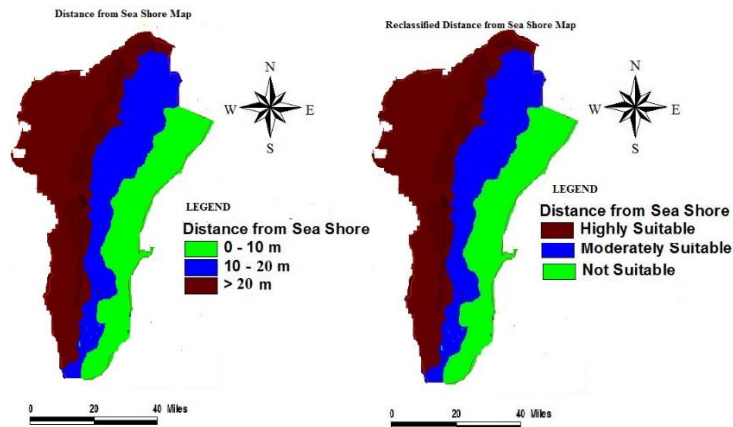 Distance from Sea Shore Map
N
W E
S
LEGEND
Distance from Sea Shore
0 - 10 m
10 - 20 m
> 20 m
0 20 40 Miles
Reclassified Distance from Sea Shore Map
N
W E
S
LEGEND
Distance from Sea Shore
Highly Suitable
Moderately Suitable
Not Suitable
0 20 40 Miles